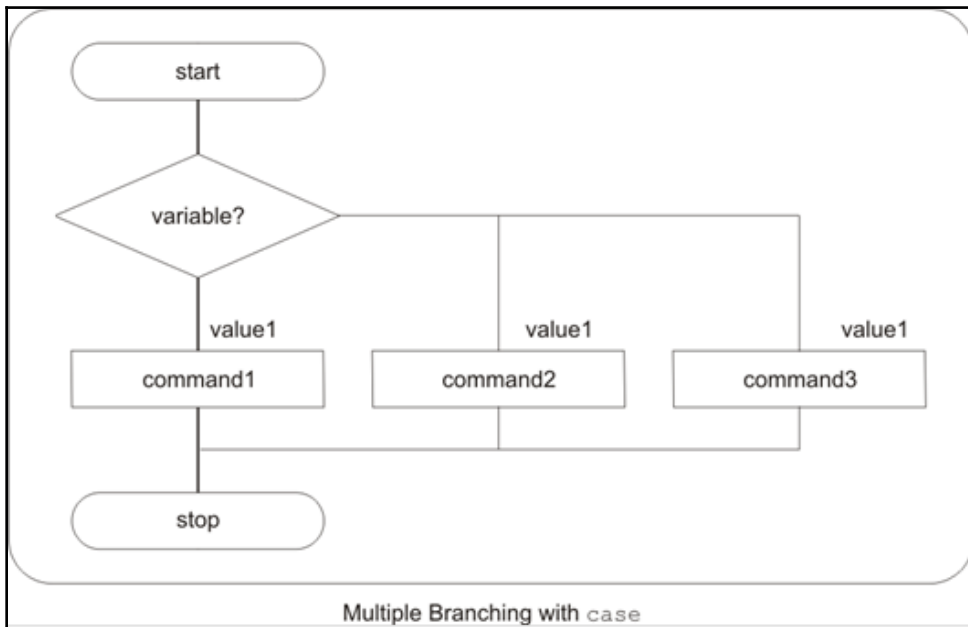 start
variable?
value1 value1 value1
command1 command2 command3
stop
Multiple Branching with case